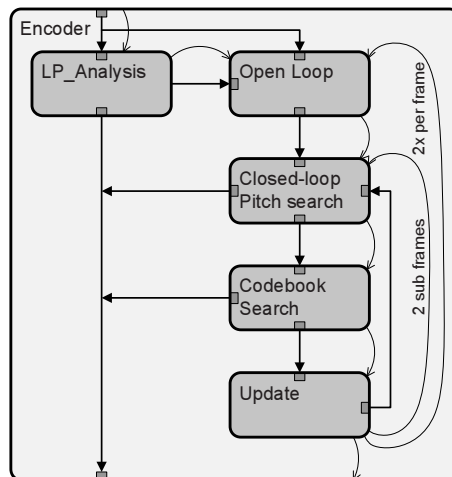 Encoder
LP_Analysis
Open Loop
2x per frame
Closed-loop
Pitch search
2 sub frames
Codebook
Search
Update